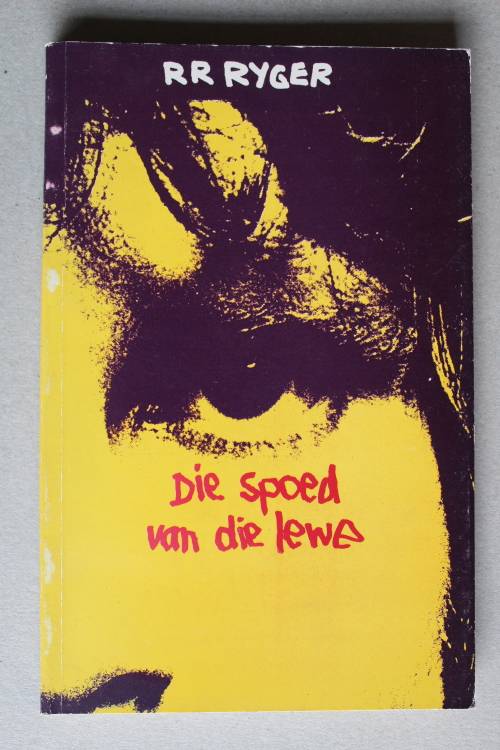 RR RYGER
Die spoed
van die lewe